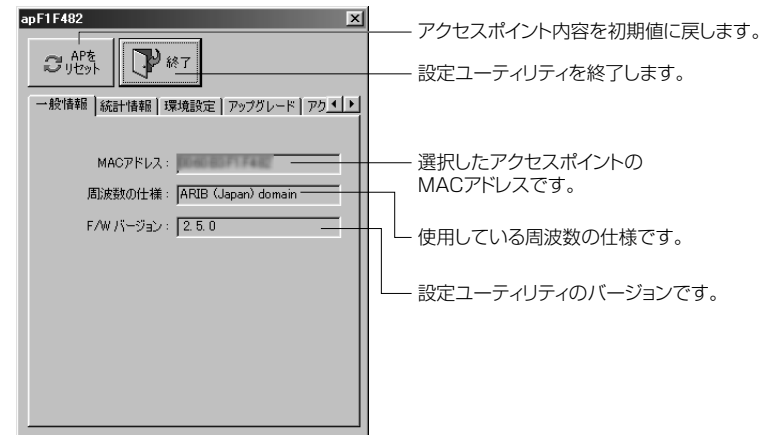 apF1F482
APを
リセット
終了
アクセスポイント内容を初期値に戻します。
設定ユーティリティを終了します。
一般情報 統計情報 環境設定 アップグレード アク
MACアドレス:
選択したアクセスポイントの
MACアドレスです。
周波数の仕様: ARIB (Japan) domain
使用している周波数の仕様です。
F/W バージョン: 2.5.0
設定ユーティリティのバージョンです。